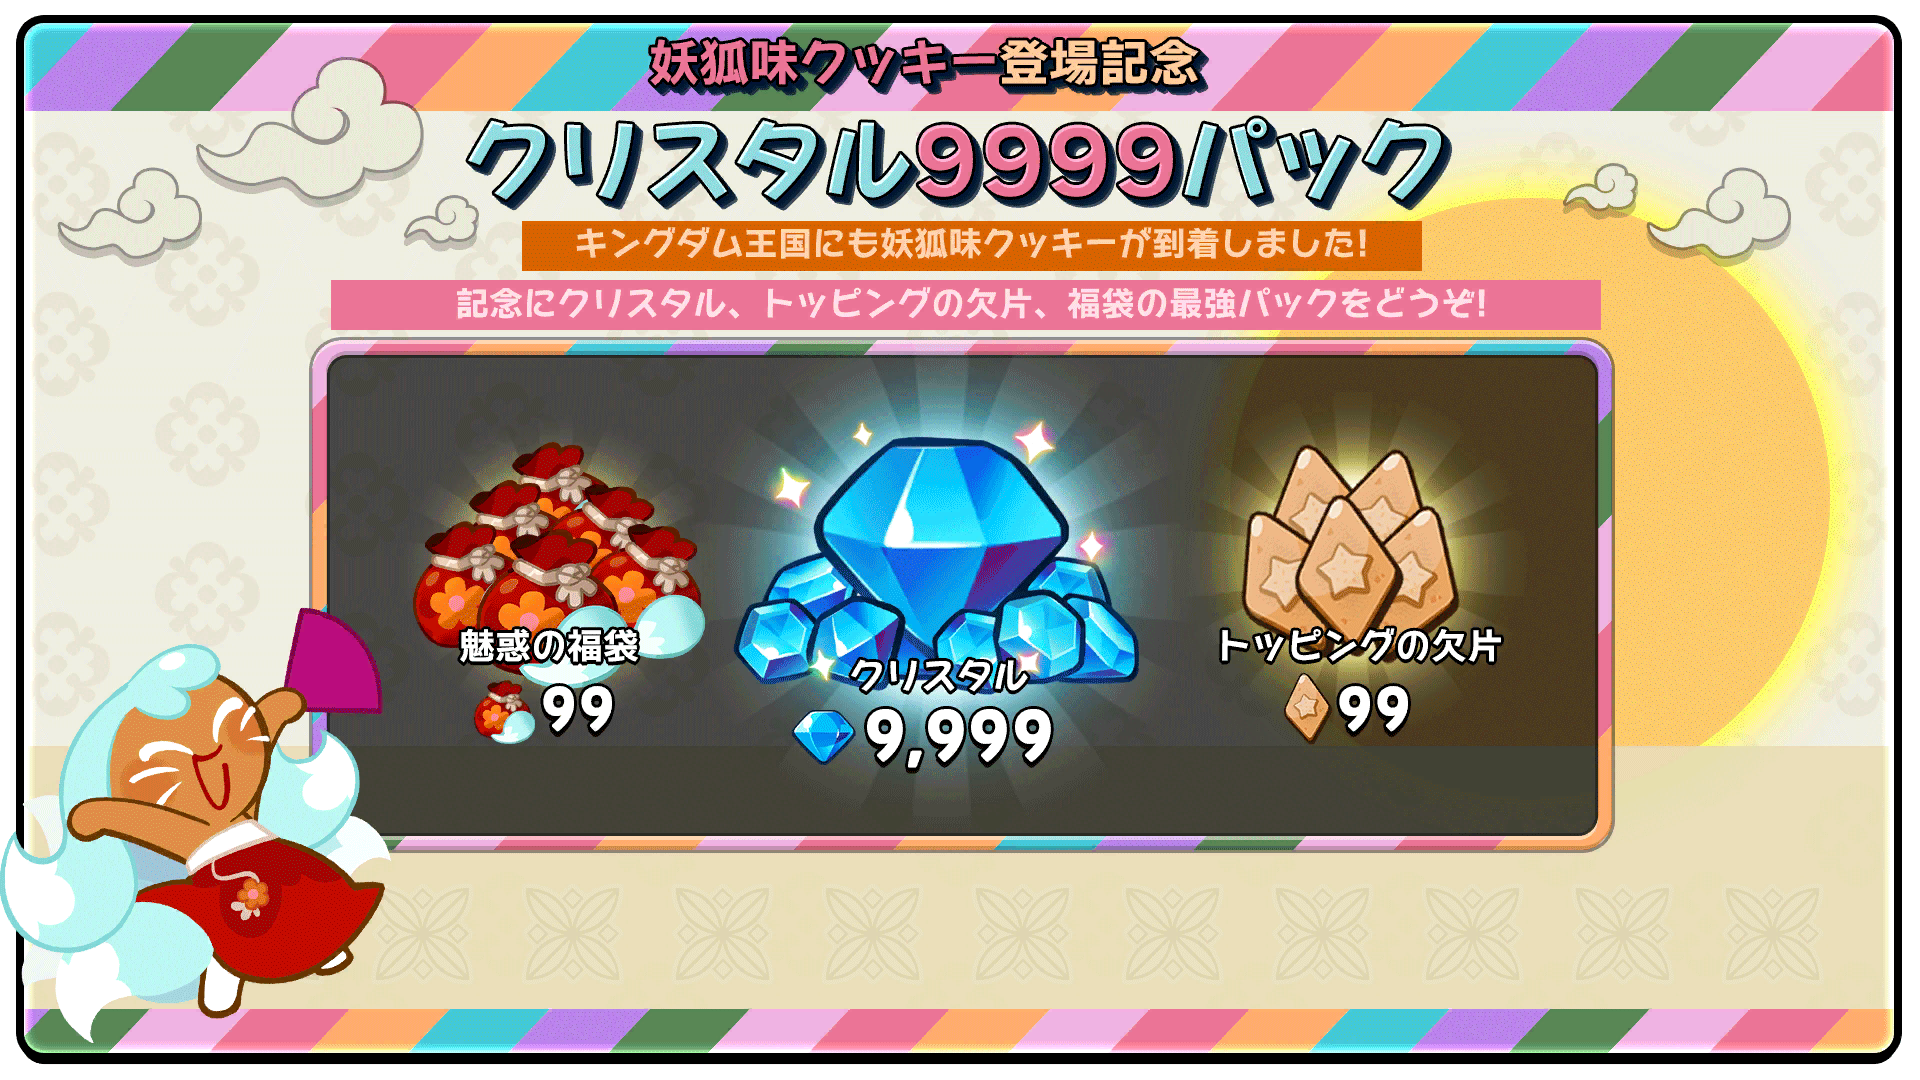 妖狐味クッキー登場記念
クリスタル9999パック
キングダム王国にも妖狐味クッキーが到着しました!
記念にクリスタル、トッピングの欠片、福袋の最強パックをどうぞ!
魅惑の福袋
99
クリスタル
9,999
トッピングの欠片
99